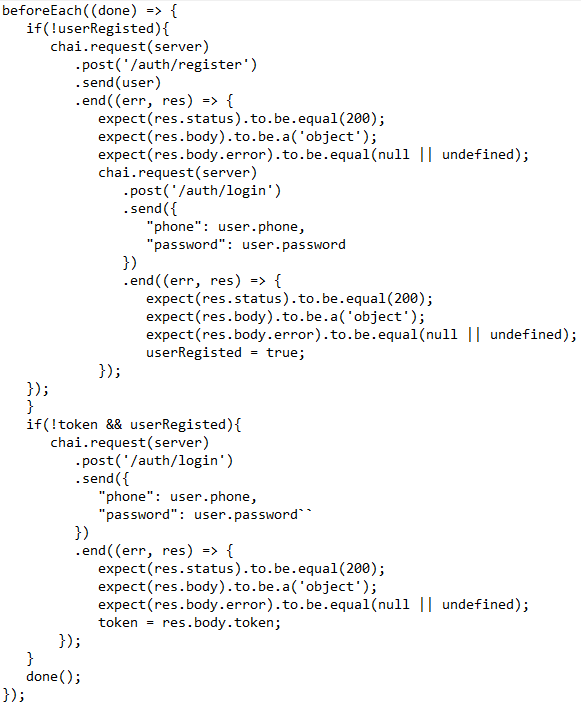 beforeEach((done) => {
if(!userRegisted){
chai.request(server)
.post('/auth/register')
.send(user)
.end((err, res) => {
expect(res.status).to.be.equal(200);
expect(res.body).to.be.a('object');
expect(res.body.error).to.be.equal(null || undefined);
chai.request(server)
.post('/auth/login')
.send({
"phone": user.phone,
"password": user.password
})
.end((err, res) => {
expect(res.status).to.be.equal(200);
expect(res.body).to.be.a('object');
expect(res.body.error).to.be.equal(null || undefined);
userRegisted = true;
});
});
}
if(!token && userRegisted){
chai.request(server)
.post('/auth/login')
.send({
"phone": user.phone,
"password": user.password``
})
.end((err, res) => {
expect(res.status).to.be.equal(200);
expect(res.body).to.be.a('object');
expect(res.body.error).to.be.equal(null || undefined);
token = res.body.token;
});
}
done();
});